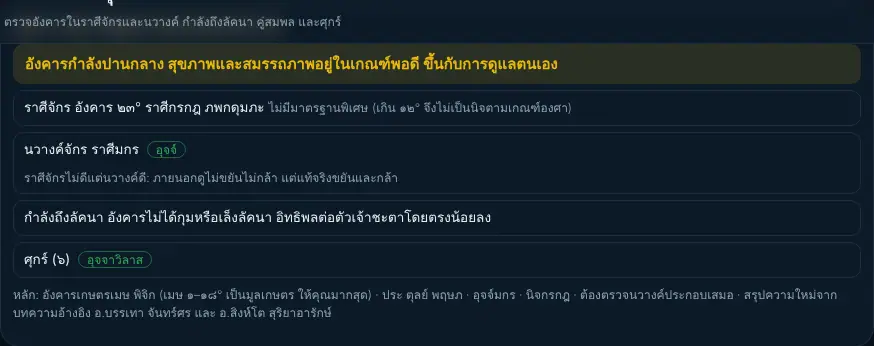 ตรวจอังคารในราศีจักรและนวางค์ กำลังถึงลัคนา คู่สมพล และศุกร์
อังคารกำลังปานกลาง สุขภาพและสมรรถภาพอยู่ในเกณฑ์พอดี ขึ้นกับการดูแลตนเอง
ราศีจักร อังคาร ๒๓° ราศีกรกฎ ภพกดุมภะ ไม่มีมาตรฐานพิเศษ (เกิน ๑๒° จึงไม่เป็นนิจตามเกณฑ์องศา)
นวางค์จักร ราศีมกร อุจจ์
ราศีจักรไม่ดีแต่นวางค์ดี: ภายนอกดูไม่ขยันไม่กล้า แต่แท้จริงขยันและกล้า
กำลังถึงลัคนา อังคารไม่ได้กุมหรือเล็งลัคนา อิทธิพลต่อตัวเจ้าชะตาโดยตรงน้อยลง
ศุกร์ (๖) อุจจาวิลาส
หลัก: อังคารเกษตรเมษ พิจิก (เมษ ๑–๑๘° เป็นมูลเกษตร ให้คุณมากสุด) · ประ ตุลย์ พฤษภ · อุจจ์มกร · นิจกรกฎ · ต้องตรวจนวางค์ประกอบเสมอ · สรุปความใหม่จาก
บทความอ้างอิง อ.บรรเทา จันทร์ศร และ อ.สิงห์โต สุริยาอารักษ์